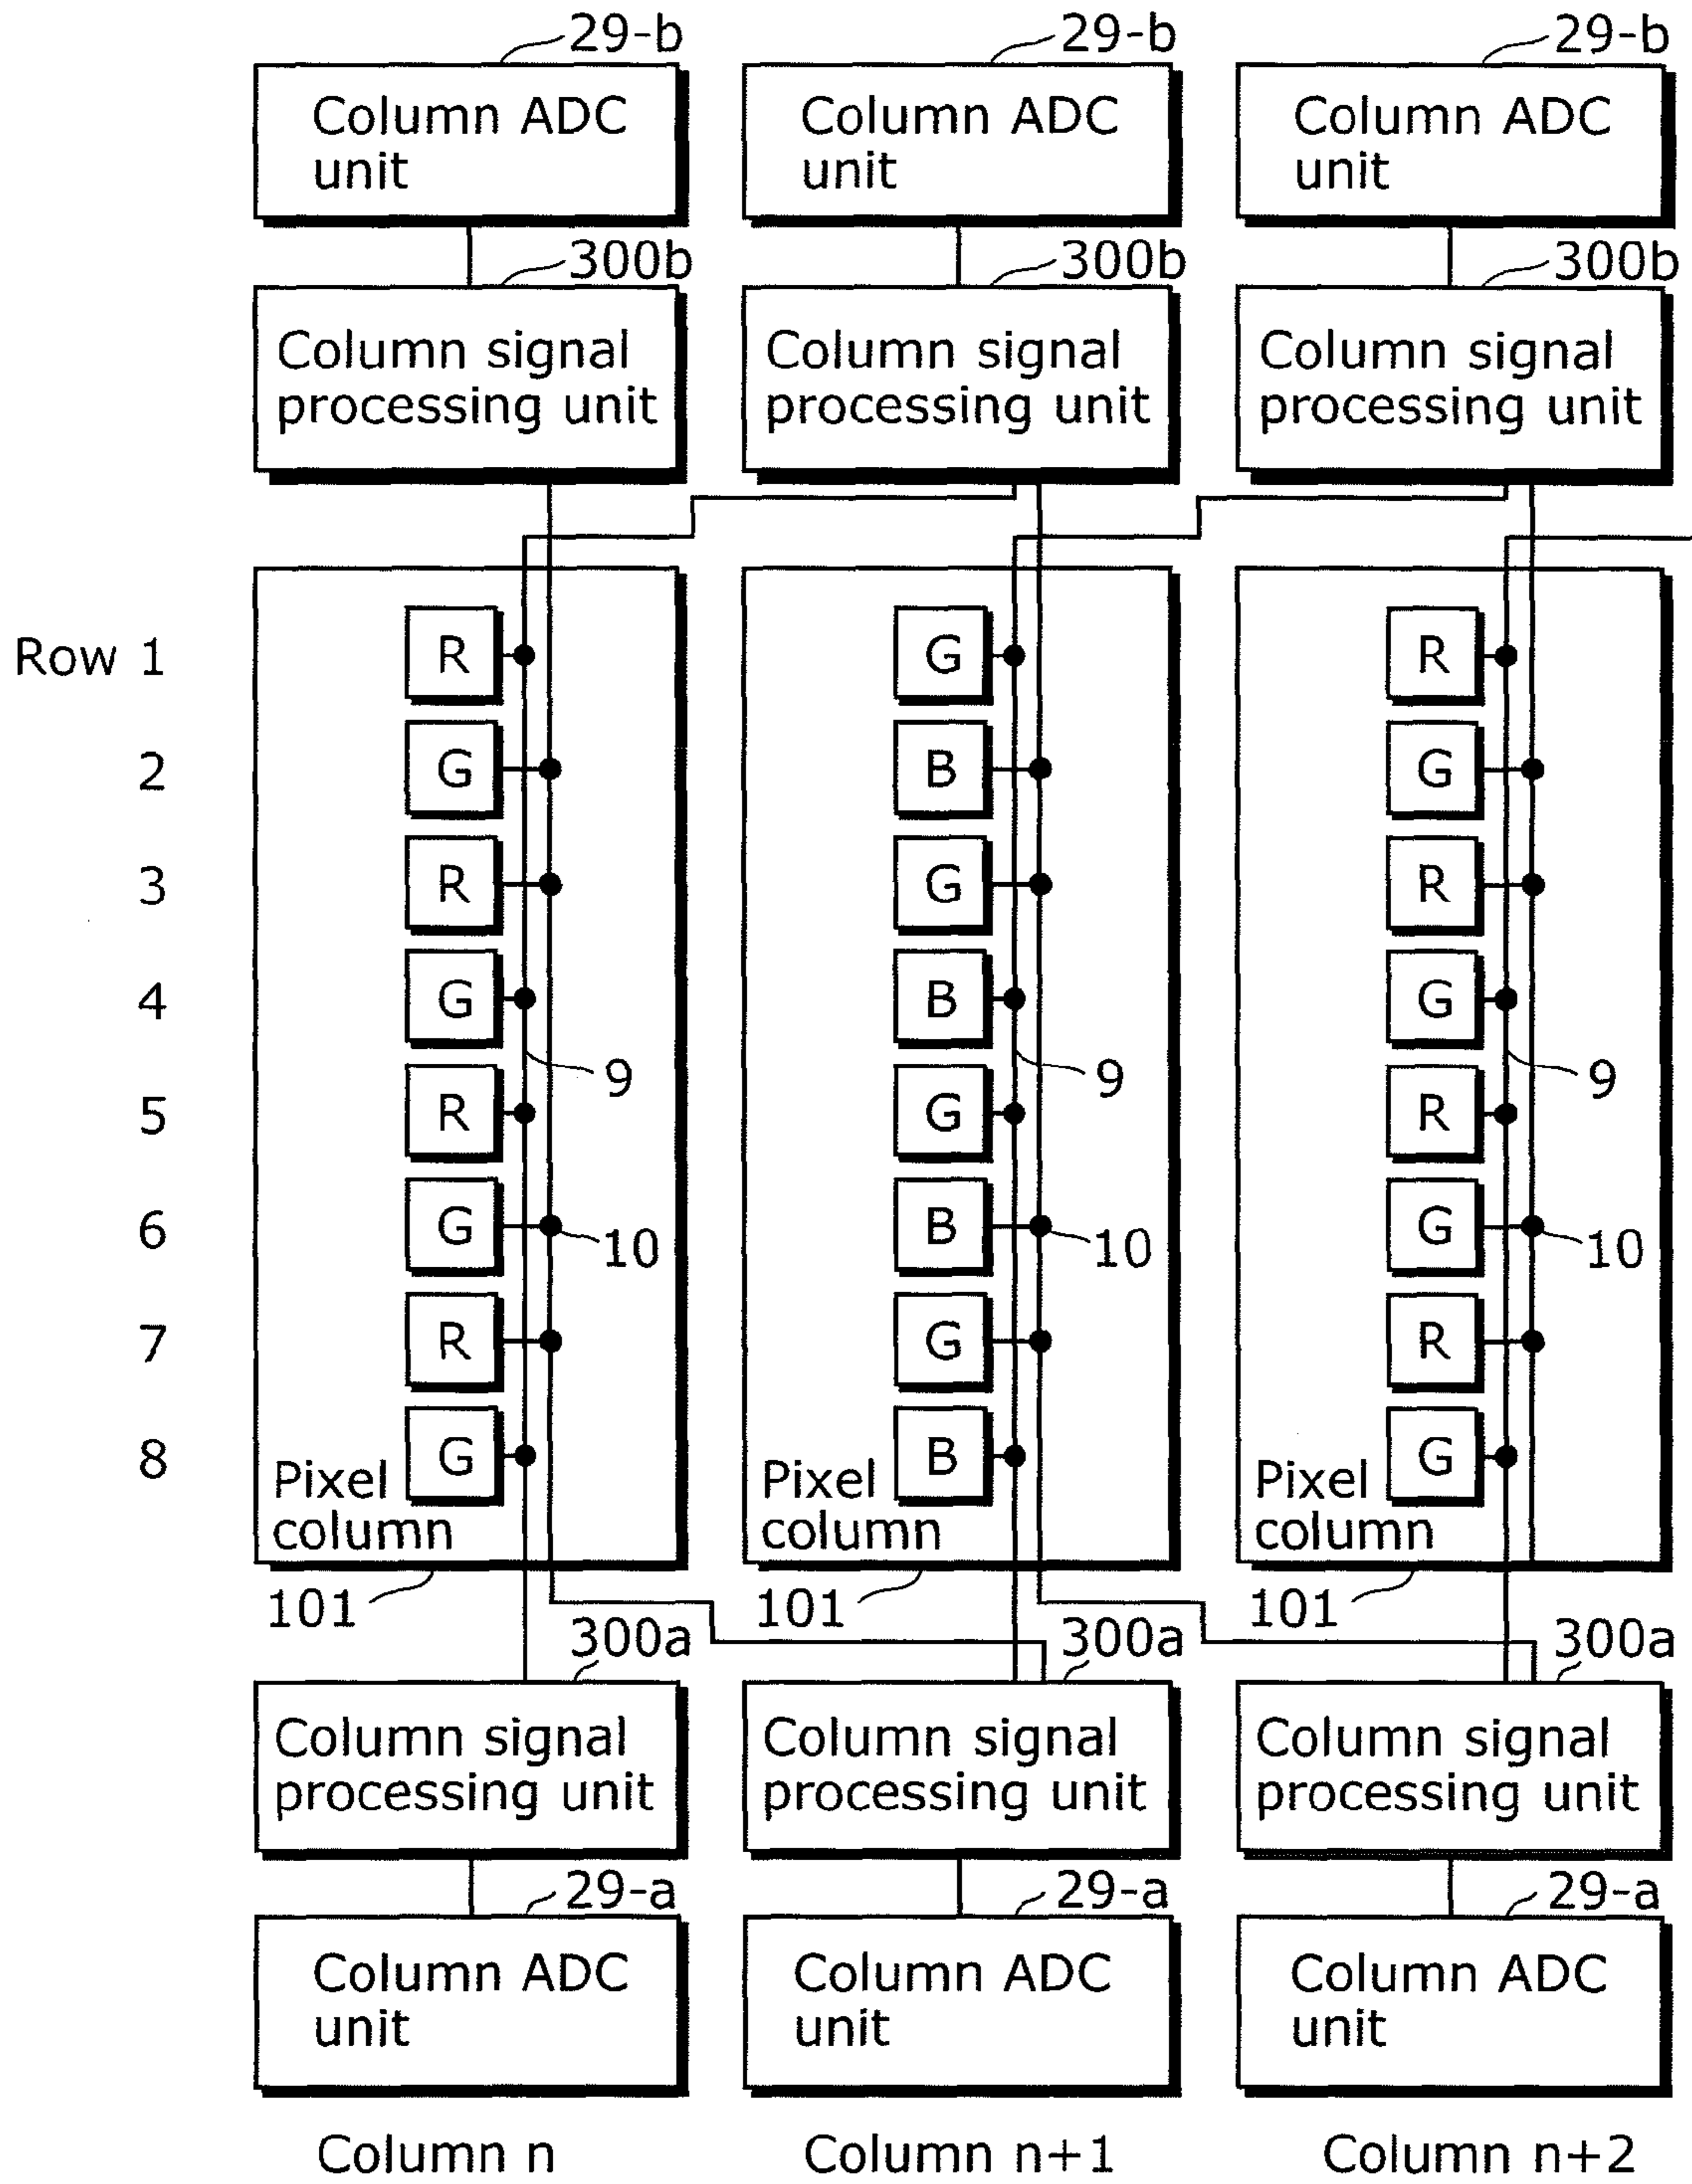 29-b 29-b 29-b
Column ADC unit
Column ADC unit
Column ADC unit
300b 300b 300b
Column signal processing unit
Column signal processing unit
Column signal processing unit
Row 1 R G R
2 G B G
3 R G R
4 G B G
9 9 9
5 R G R
6 G B G
10 10 10
7 R G R
8 G B G
Pixel column
Pixel column
Pixel column
101 101 101
300a 300a 300a
Column signal processing unit
Column signal processing unit
Column signal processing unit
29-a 29-a 29-a
Column ADC unit
Column ADC unit
Column ADC unit
Column n Column n+1 Column n+2